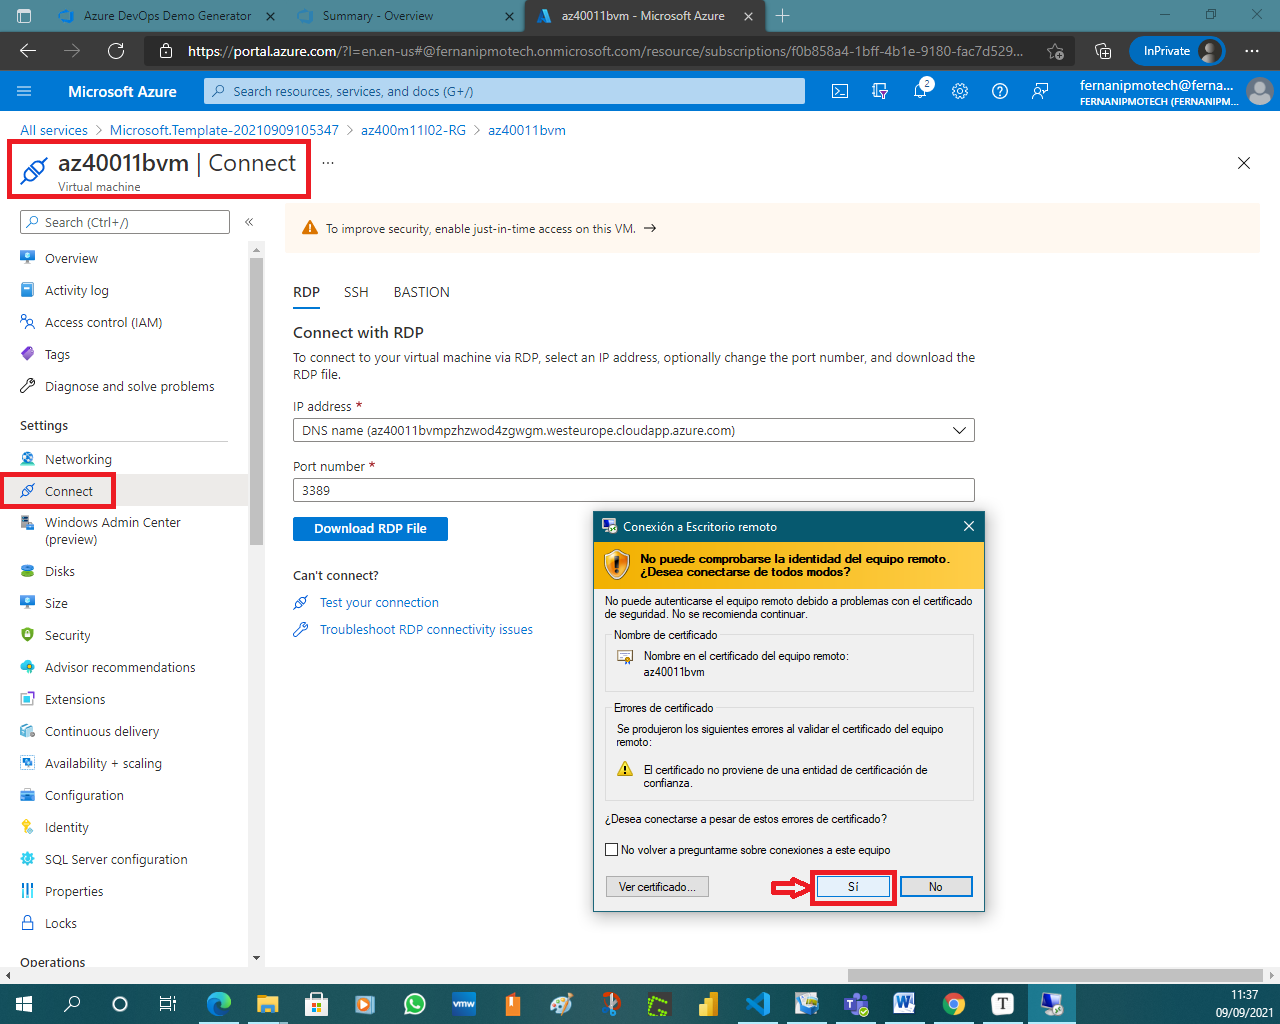 Azure DevOps Demo Generator
Summary - Overview
az40011bvm - Microsoft Azure
https://portal.azure.com/?l=en.en-us#@fernanipmotech.onmicrosoft.com/resource/subscriptions/f0b858a4-1bff-4b1e-9180-fac7d529...
InPrivate
Microsoft Azure
Search resources, services, and docs (G+/)
2
fernanipmotech@ferna...
FERNANIPMOTECH (FERNANIPM...
All services > Microsoft.Template-20210909105347 > az400m11l02-RG > az40011bvm
az40011bvm | Connect ...
Virtual machine
Search (Ctrl+/)
«
To improve security, enable just-in-time access on this VM. →
Overview
Activity log
Access control (IAM)
Tags
Diagnose and solve problems
Settings
Networking
Connect
Windows Admin Center
(preview)
Disks
Size
Security
Advisor recommendations
Extensions
Continuous delivery
Availability + scaling
Configuration
Identity
SQL Server configuration
Properties
Locks
Operations
RDP SSH BASTION
Connect with RDP
To connect to your virtual machine via RDP, select an IP address, optionally change the port number, and download the
RDP file.
IP address *
DNS name (az40011bvmpzhzwod4zgwgm.westeurope.cloudapp.azure.com)
Port number *
3389
Download RDP File
Can't connect?
Test your connection
Troubleshoot RDP connectivity issues
Conexión a Escritorio remoto
No puede comprobarse la identidad del equipo remoto.
¿Desea conectarse de todos modos?
No puede autenticarse el equipo remoto debido a problemas con el certificado
de seguridad. No se recomienda continuar.
Nombre de certificado
Nombre en el certificado del equipo remoto:
az40011bvm
Errores de certificado
Se produjeron los siguientes errores al validar el certificado del equipo
remoto:
El certificado no proviene de una entidad de certificación de
confianza.
¿Desea conectarse a pesar de estos errores de certificado?
No volver a preguntarme sobre conexiones a este equipo
Ver certificado...
Sí
No
vmw
T
11:37
09/09/2021